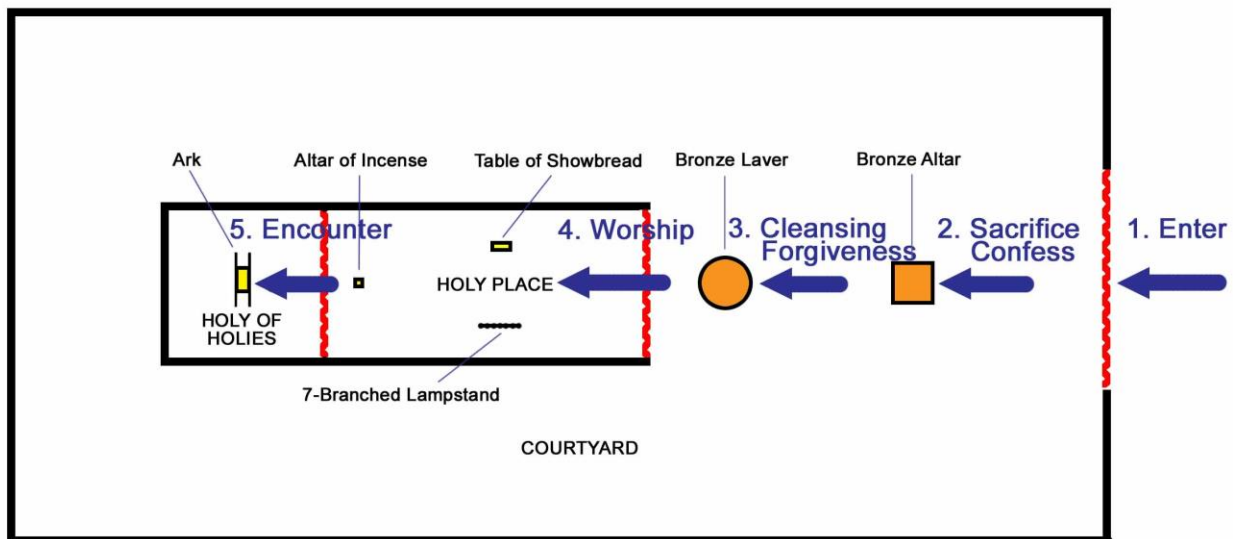 Ark
Altar of Incense
Table of Showbread
Bronze Laver
Bronze Altar
5. Encounter
4. Worship
3. Cleansing
Forgiveness
2. Sacrifice
Confess
1. Enter
HOLY PLACE
HOLY OF
HOLIES
7-Branched Lampstand
COURTYARD